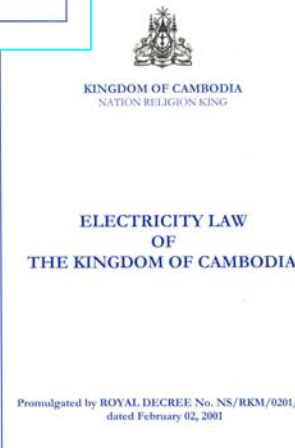 KINGDOM OF CAMBODIA
NATION RELIGION KING
ELECTRICITY LAW
OF
THE KINGDOM OF CAMBODIA
Promulgated by ROYAL DECREE No. NS/RKM/0201/
dated February 02, 2001